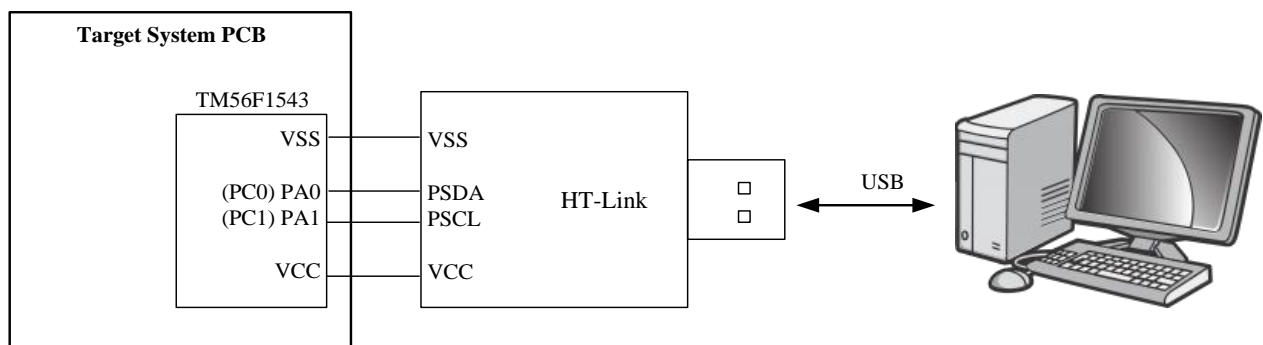 Target System PCB
TM56F1543
VSS
VSS
(PC0) PA0
PSDA
HT-Link
USB
(PC1) PA1
PSCL
VCC
VCC